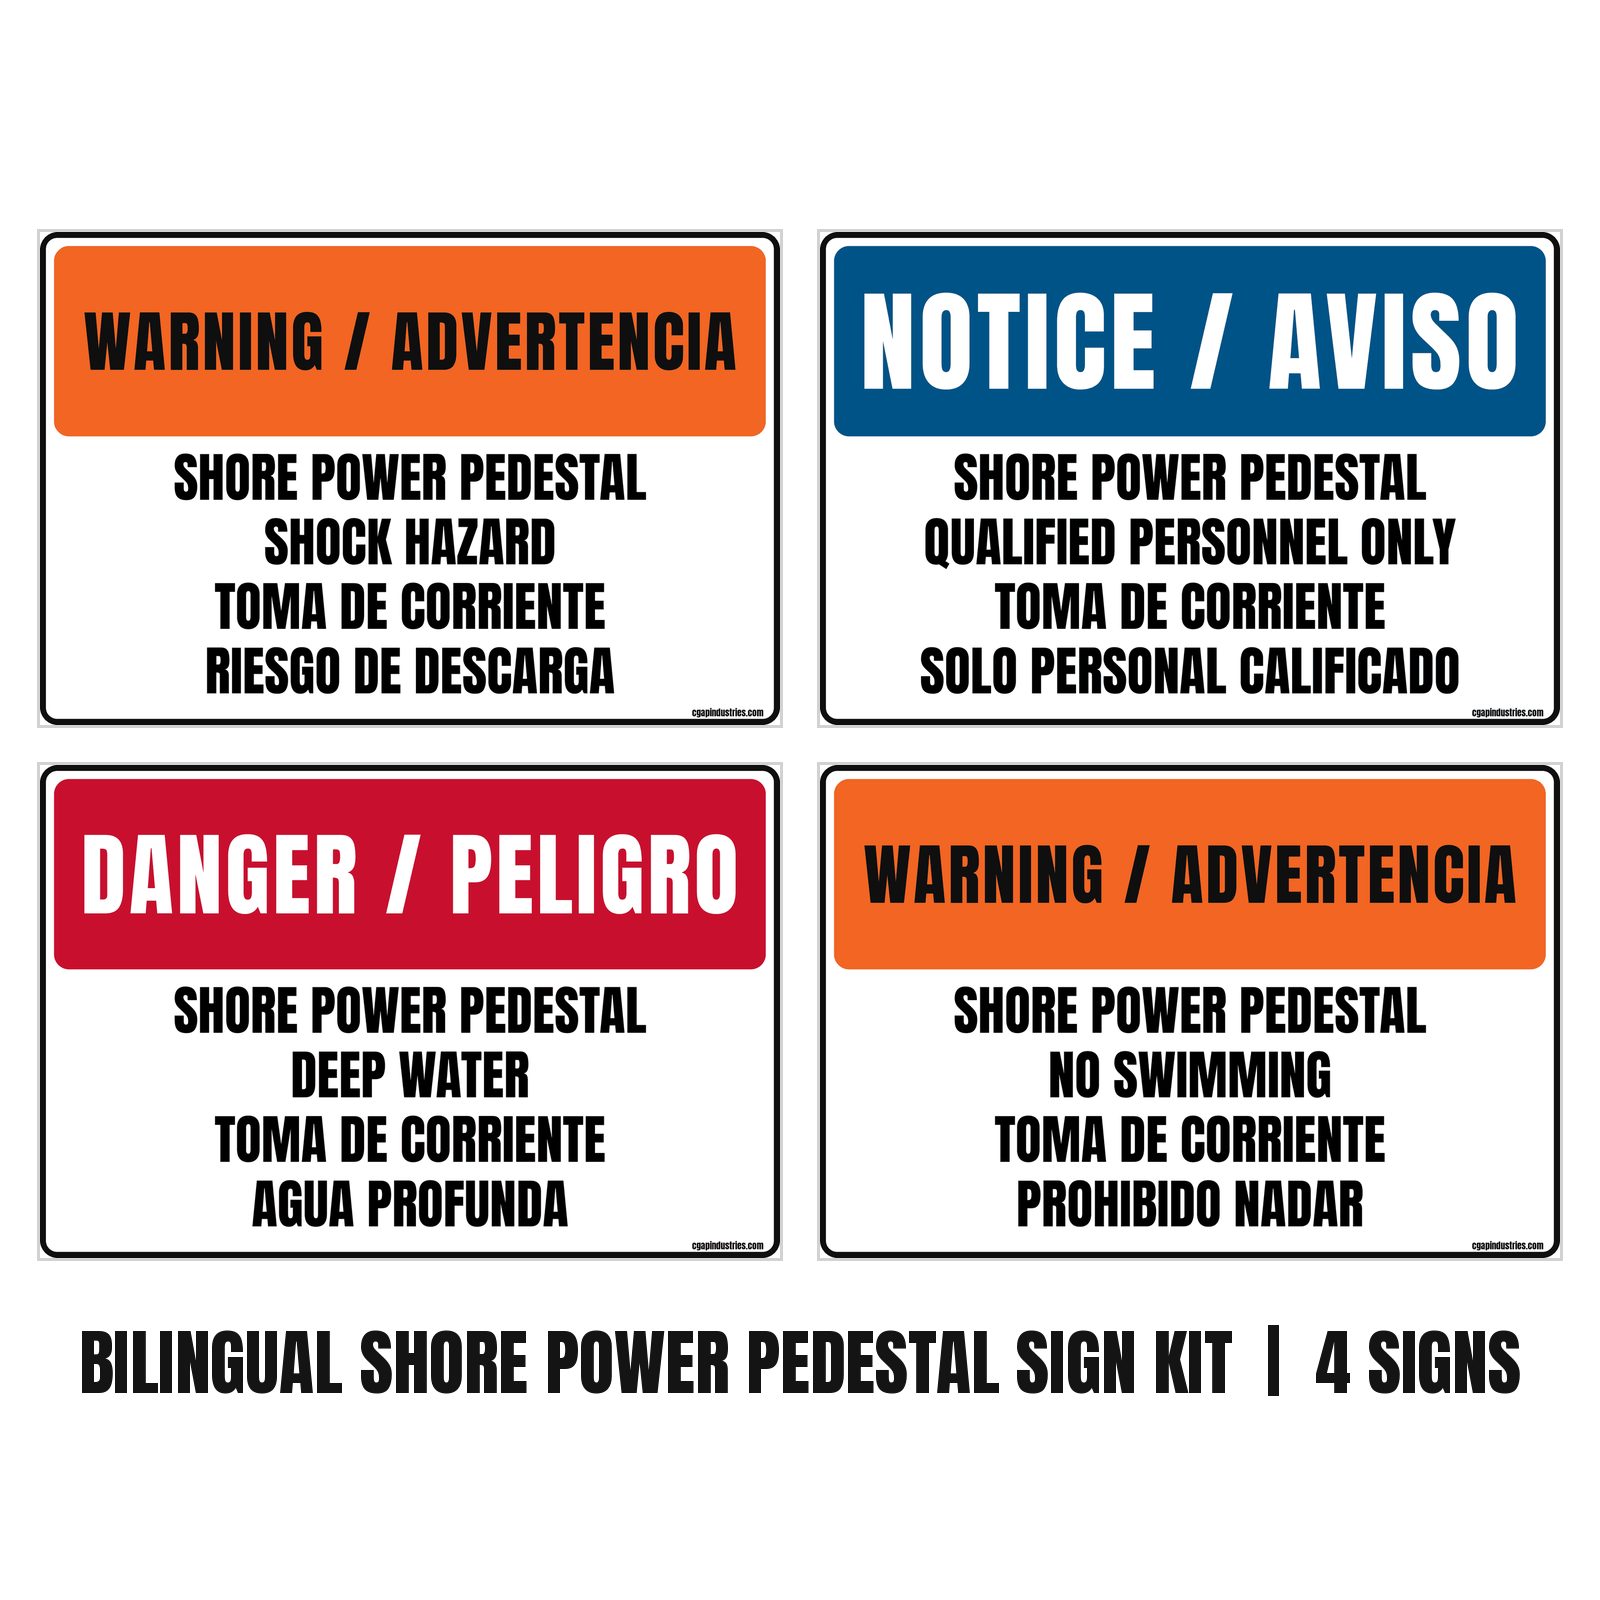 WARNING / ADVERTENCIA
SHORE POWER PEDESTAL
SHOCK HAZARD
TOMA DE CORRIENTE
RIESGO DE DESCARGA
cgapindustries.com
NOTICE / AVISO
SHORE POWER PEDESTAL
QUALIFIED PERSONNEL ONLY
TOMA DE CORRIENTE
SOLO PERSONAL CALIFICADO
cgapindustries.com
DANGER / PELIGRO
SHORE POWER PEDESTAL
DEEP WATER
TOMA DE CORRIENTE
AGUA PROFUNDA
cgapindustries.com
WARNING / ADVERTENCIA
SHORE POWER PEDESTAL
NO SWIMMING
TOMA DE CORRIENTE
PROHIBIDO NADAR
cgapindustries.com
BILINGUAL SHORE POWER PEDESTAL SIGN KIT | 4 SIGNS